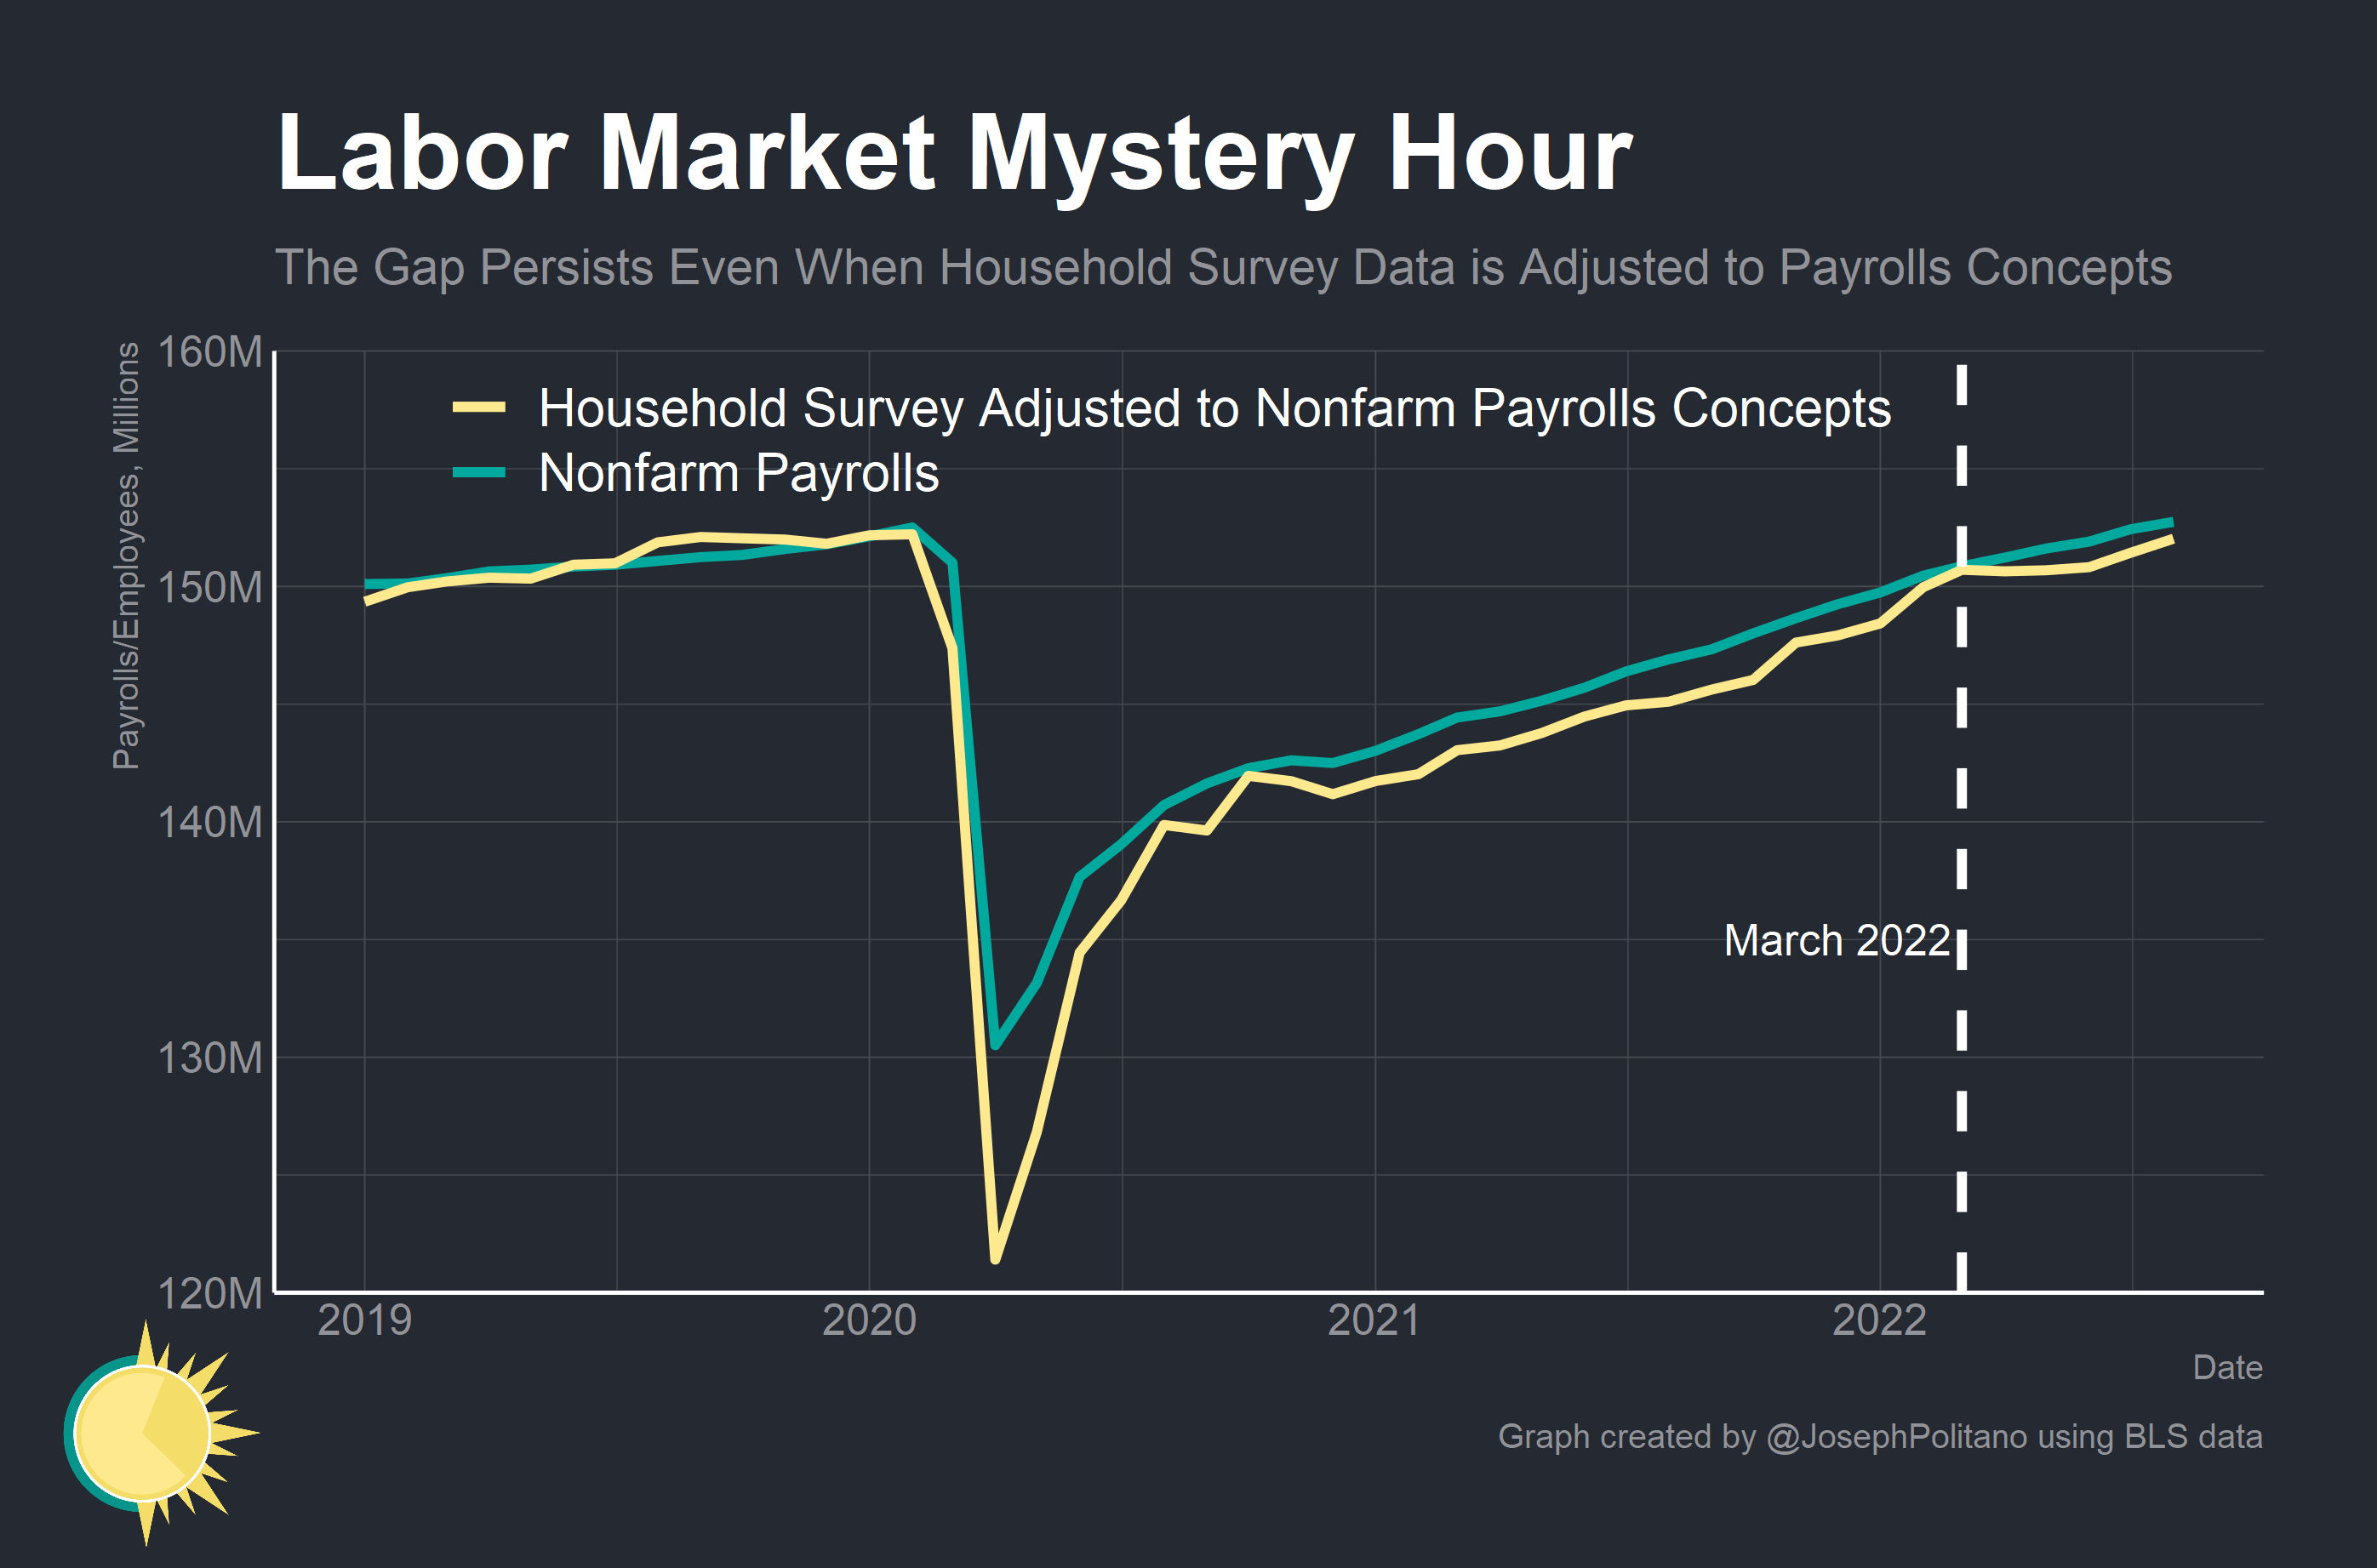 Labor Market Mystery Hour
The Gap Persists Even When Household Survey Data is Adjusted to Payrolls Concepts
Payrolls/Employees, Millions
160M
150M
140M
130M
120M
Household Survey Adjusted to Nonfarm Payrolls Concepts
Nonfarm Payrolls
March 2022
2019
2020
2021
2022
Date
Graph created by @JosephPolitano using BLS data